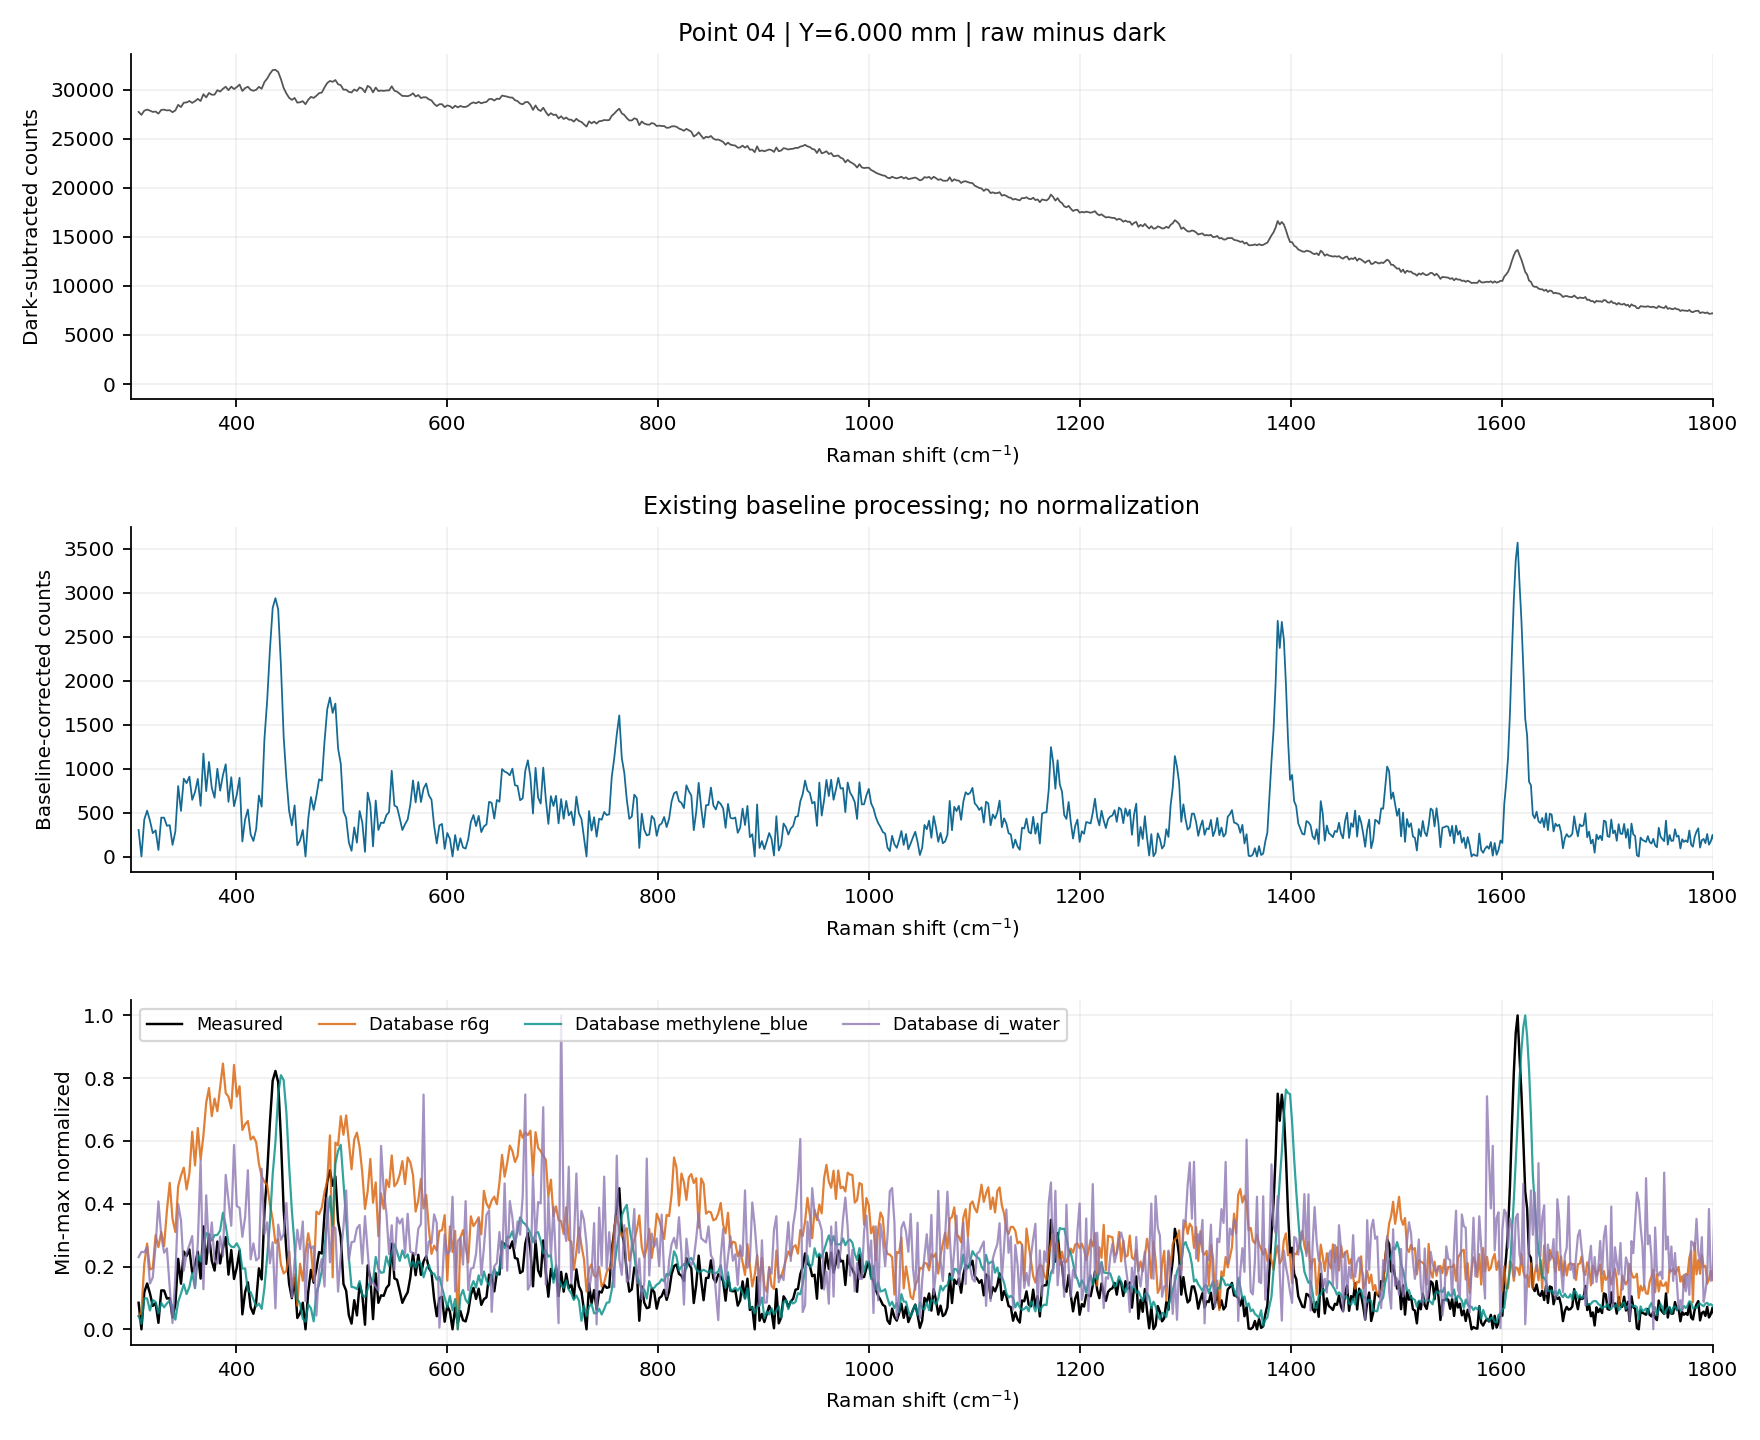 Point 04 | Y=6.000 mm | raw minus dark
Dark-subtracted counts
30000
25000
20000
15000
10000
5000
0
400 600 800 1000 1200 1400 1600 1800
Raman shift (cm⁻¹)
Existing baseline processing; no normalization
Baseline-corrected counts
3500
3000
2500
2000
1500
1000
500
0
400 600 800 1000 1200 1400 1600 1800
Raman shift (cm⁻¹)
Measured Database r6g Database methylene_blue Database di_water
Min-max normalized
1.0
0.8
0.6
0.4
0.2
0.0
400 600 800 1000 1200 1400 1600 1800
Raman shift (cm⁻¹)